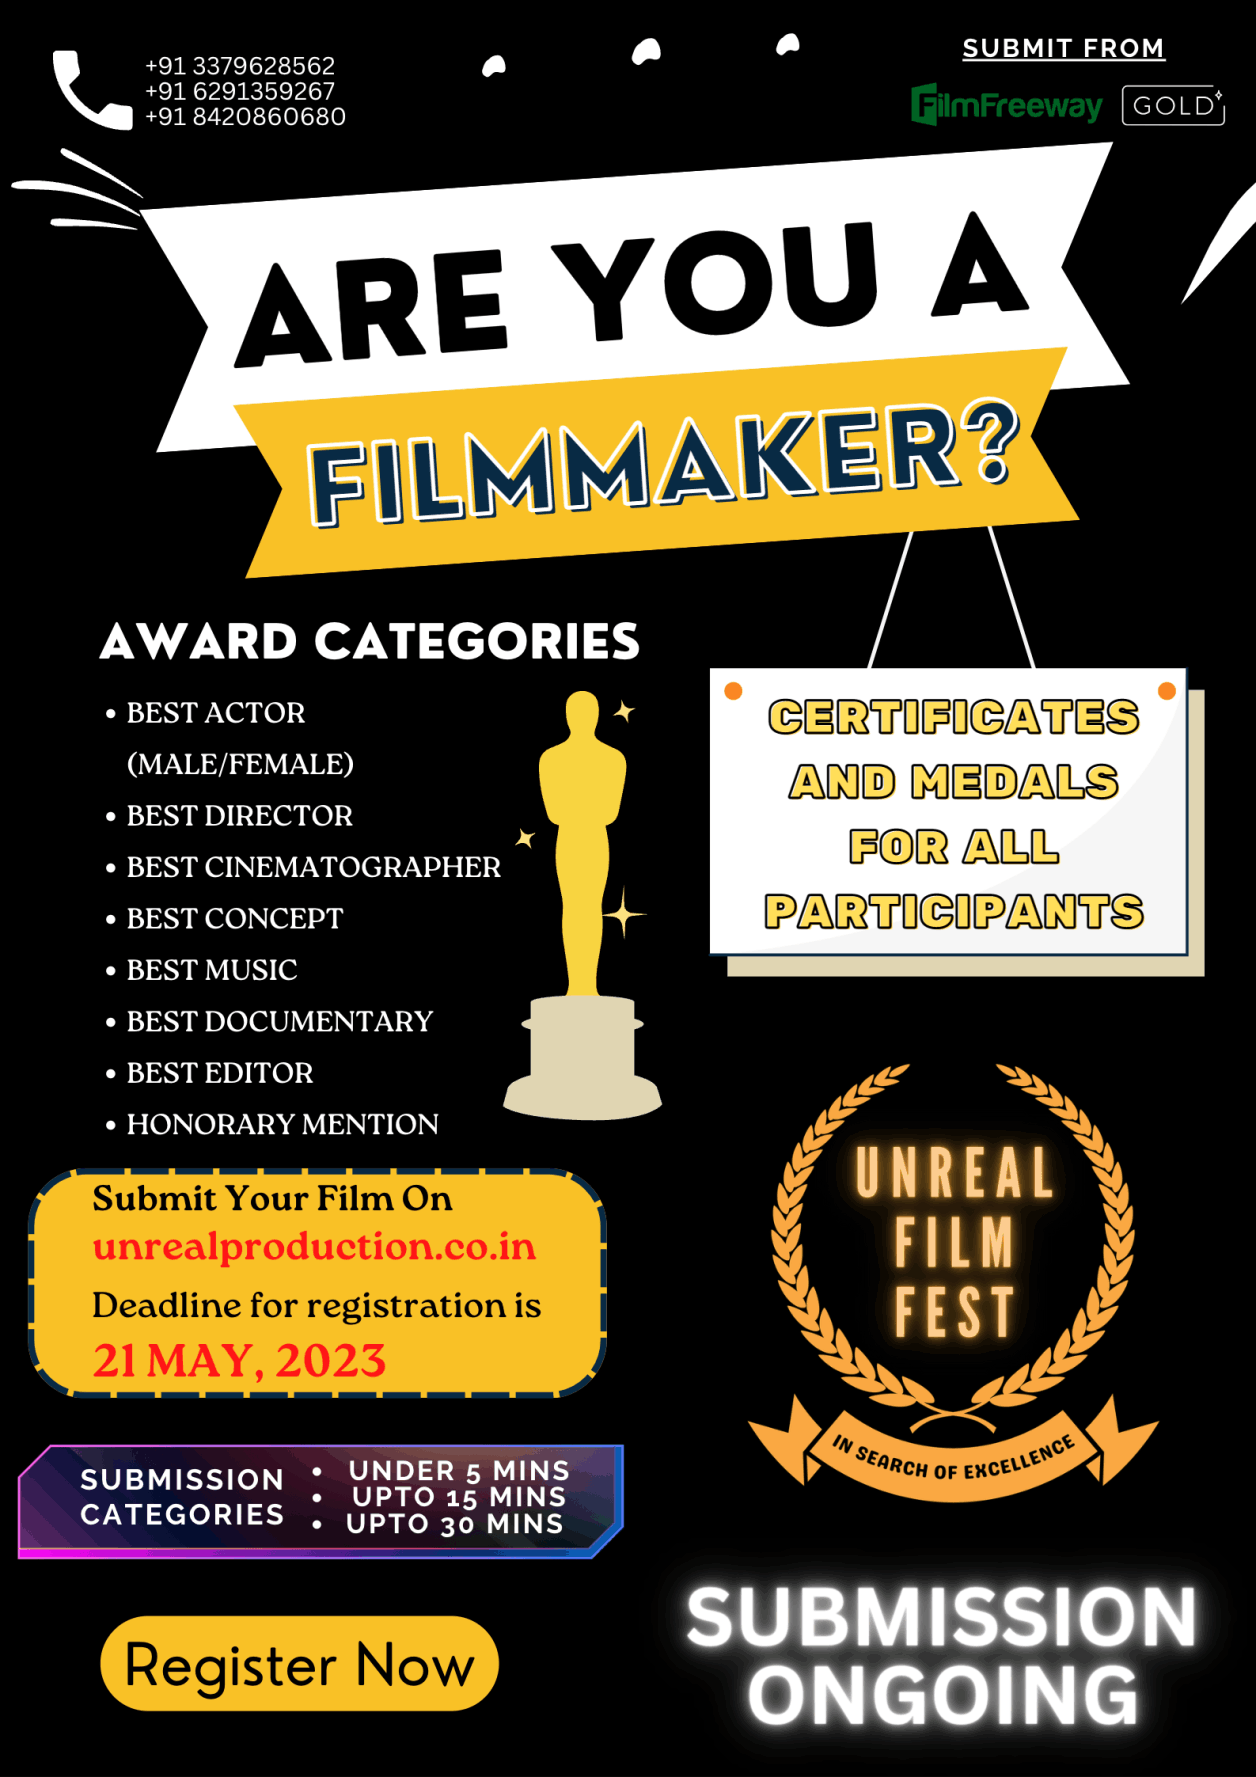 +91 3379628562
+91 6291359267
+91 8420860680
SUBMIT FROM
FilmFreeway GOLD
ARE YOU A
FILMMAKER?
AWARD CATEGORIES
• BEST ACTOR
(MALE/FEMALE)
• BEST DIRECTOR
• BEST CINEMATOGRAPHER
• BEST CONCEPT
• BEST MUSIC
• BEST DOCUMENTARY
• BEST EDITOR
• HONORARY MENTION
CERTIFICATES
AND MEDALS
FOR ALL
PARTICIPANTS
Submit Your Film On
unrealproduction.co.in
Deadline for registration is
21 MAY, 2023
UNREAL
FILM
FEST
IN SEARCH OF EXCELLENCE
SUBMISSION
CATEGORIES
• UNDER 5 MINS
• UPTO 15 MINS
• UPTO 30 MINS
Register Now
SUBMISSION
ONGOING